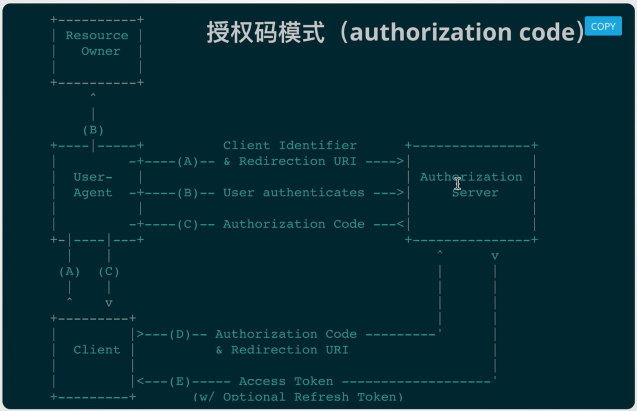 授权码模式（authorization code）
COPY
Resource
Owner
(B)
Client Identifier
(A) & Redirection URI
User-
Agent
(B) User authenticates
Authorization
Server
(C) Authorization Code
(A) (C)
(D) Authorization Code
Client & Redirection URI
(E) Access Token
(w/ Optional Refresh Token)